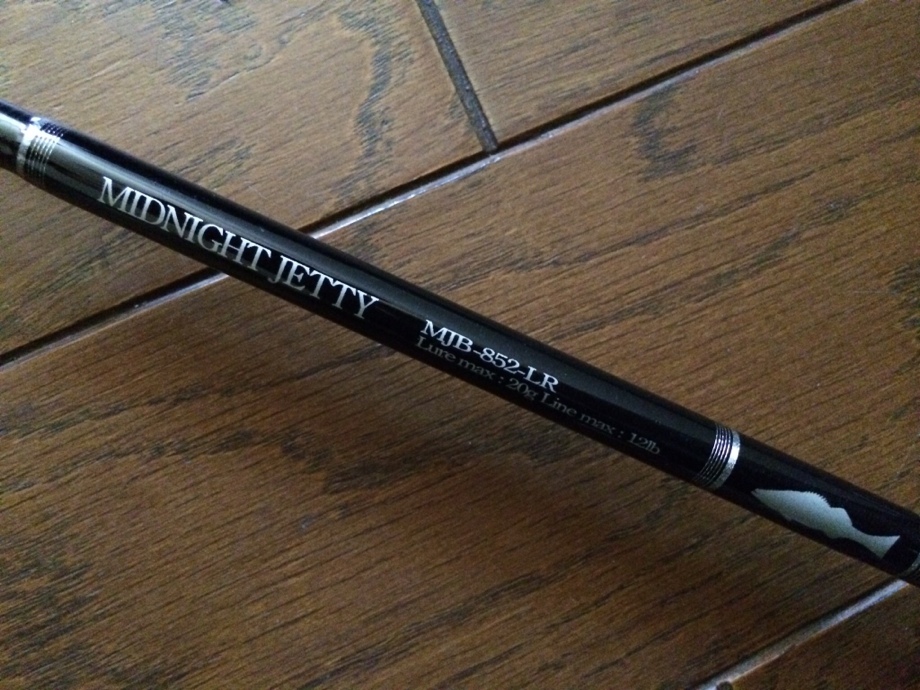 MIDNIGHT JETTY
MJB-852-LR
Lure max : 20g Line max : 12lb